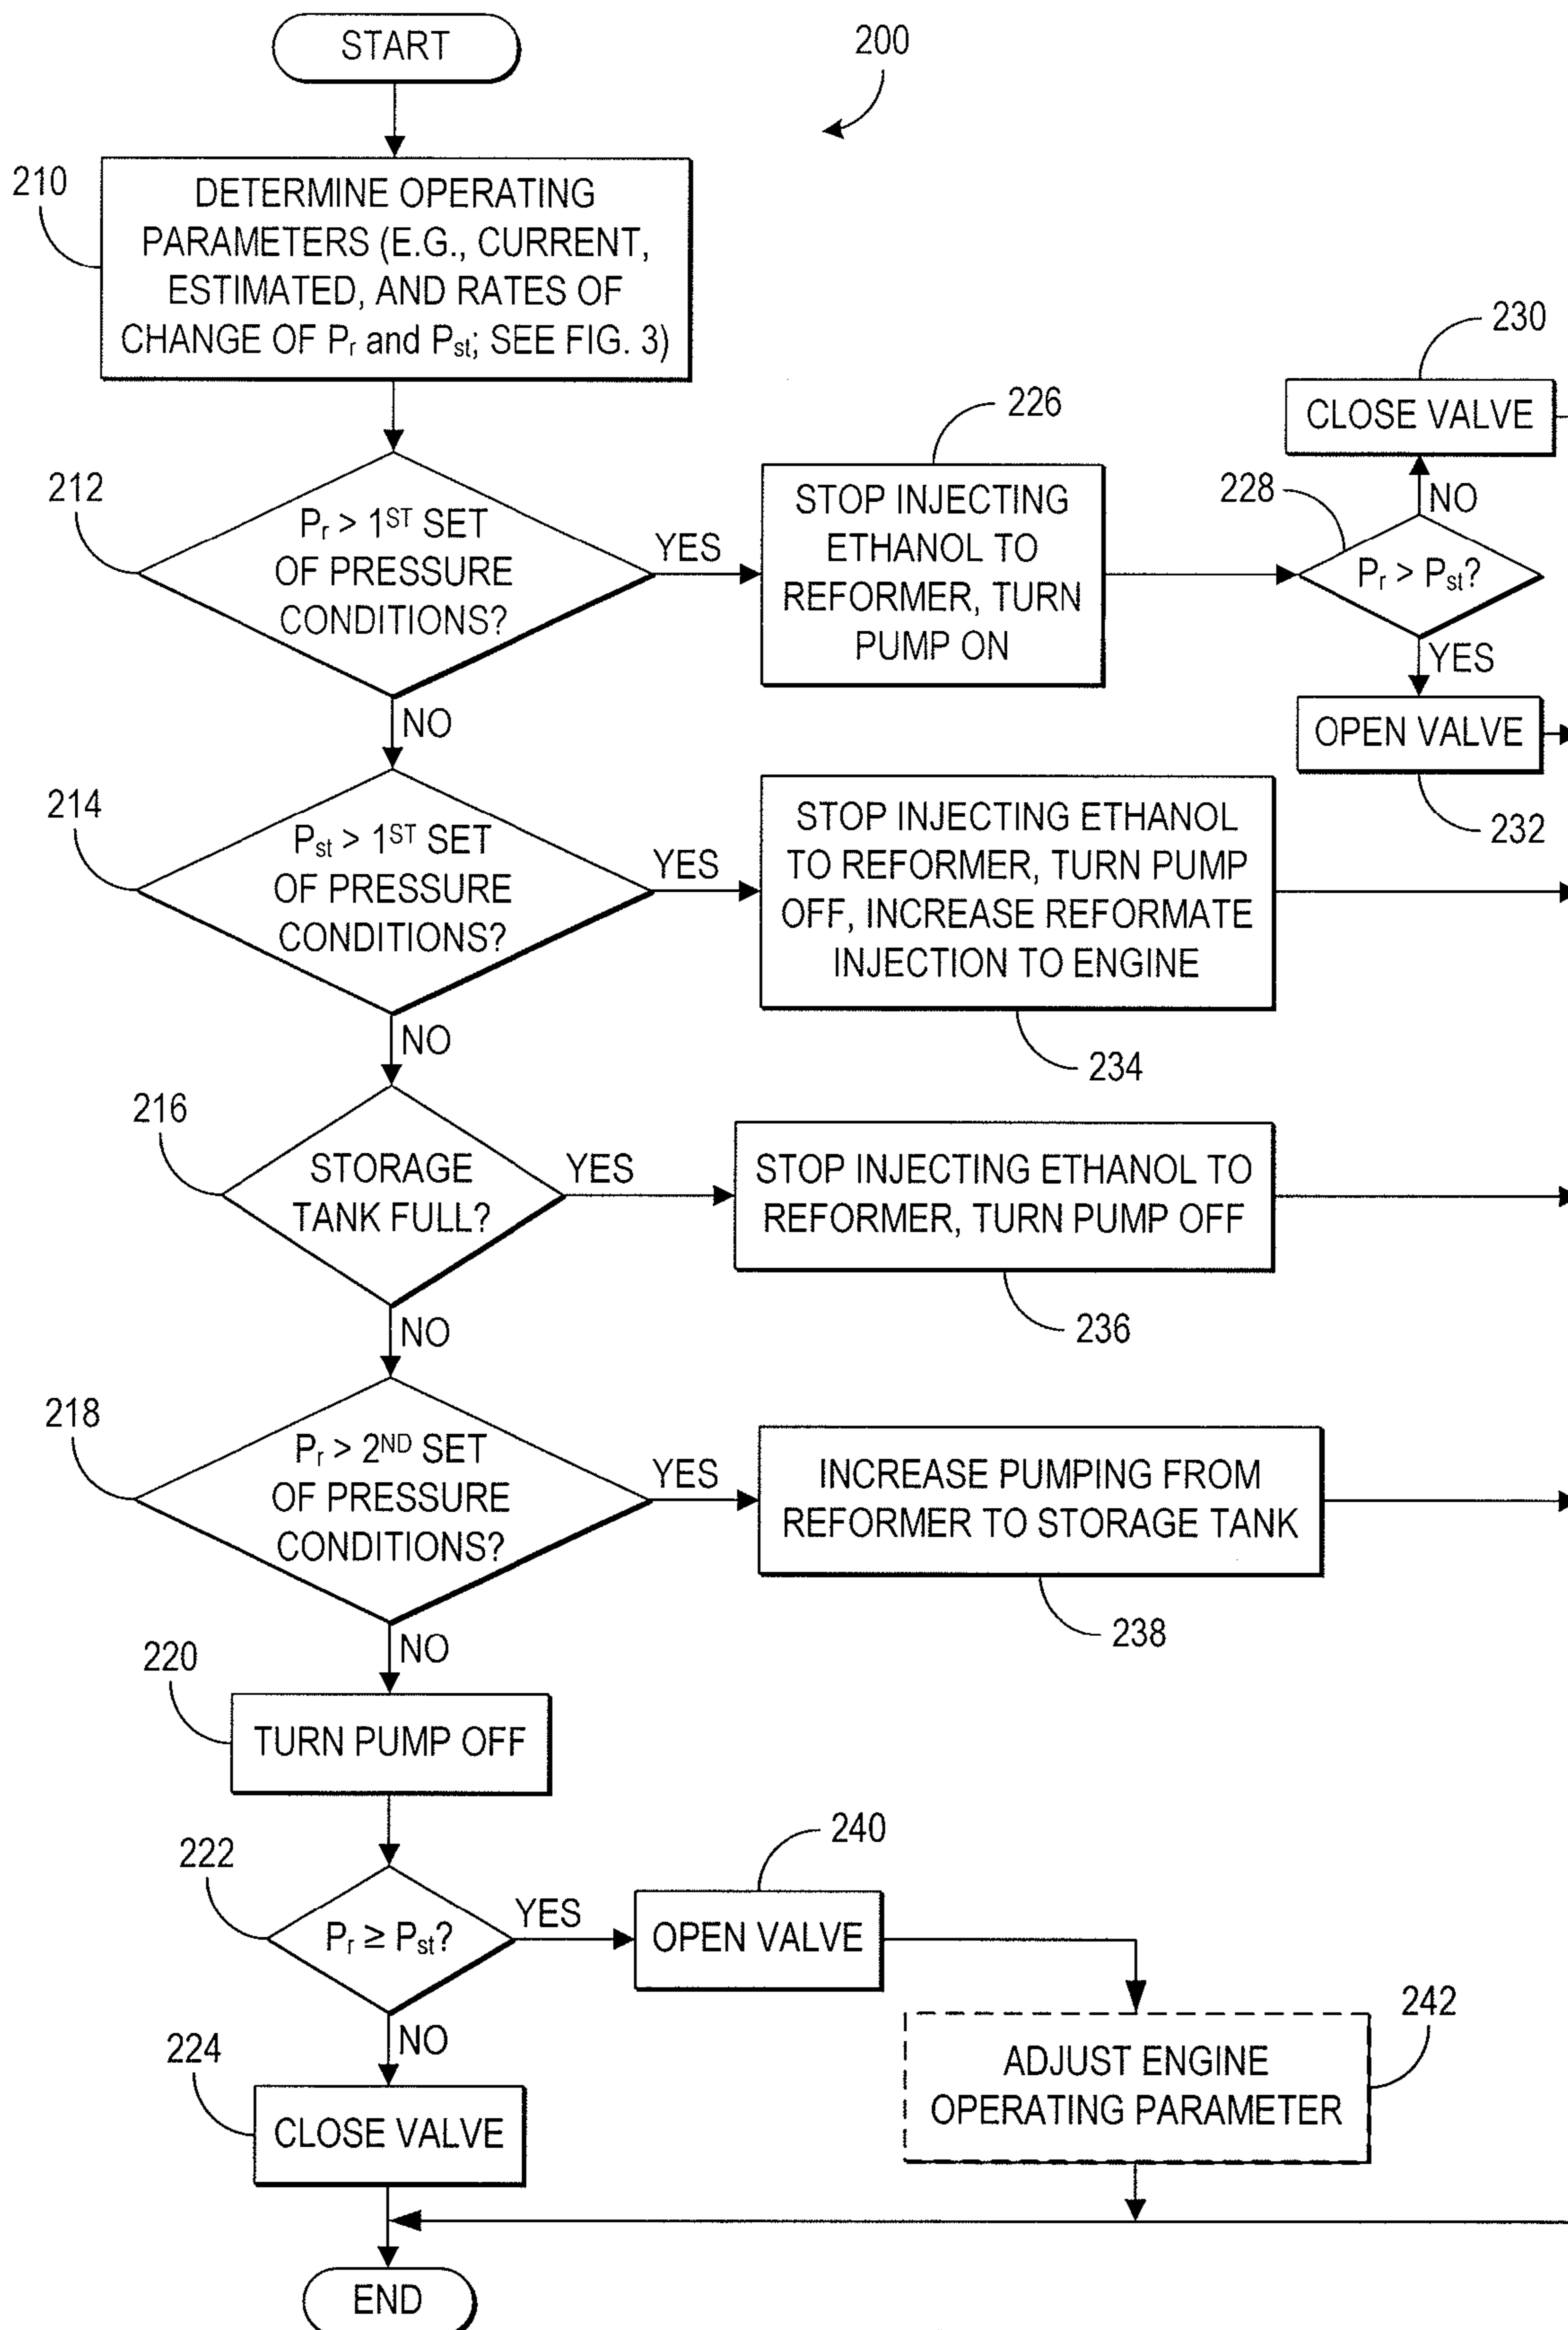 START
200
210
DETERMINE OPERATING
PARAMETERS (E.G., CURRENT,
ESTIMATED, AND RATES OF
CHANGE OF Pr and Pst; SEE FIG. 3)
212
Pr > 1ST SET
OF PRESSURE
CONDITIONS?
YES
NO
226
STOP INJECTING
ETHANOL TO
REFORMER, TURN
PUMP ON
228
Pr > Pst?
NO
230
CLOSE VALVE
YES
OPEN VALVE
232
214
Pst > 1ST SET
OF PRESSURE
CONDITIONS?
YES
NO
STOP INJECTING ETHANOL
TO REFORMER, TURN PUMP
OFF, INCREASE REFORMATE
INJECTION TO ENGINE
234
216
STORAGE
TANK FULL?
YES
NO
STOP INJECTING ETHANOL TO
REFORMER, TURN PUMP OFF
236
218
Pr > 2ND SET
OF PRESSURE
CONDITIONS?
YES
NO
INCREASE PUMPING FROM
REFORMER TO STORAGE TANK
238
220
TURN PUMP OFF
222
Pr ≥ Pst?
YES
NO
240
OPEN VALVE
242
ADJUST ENGINE
OPERATING PARAMETER
224
CLOSE VALVE
END